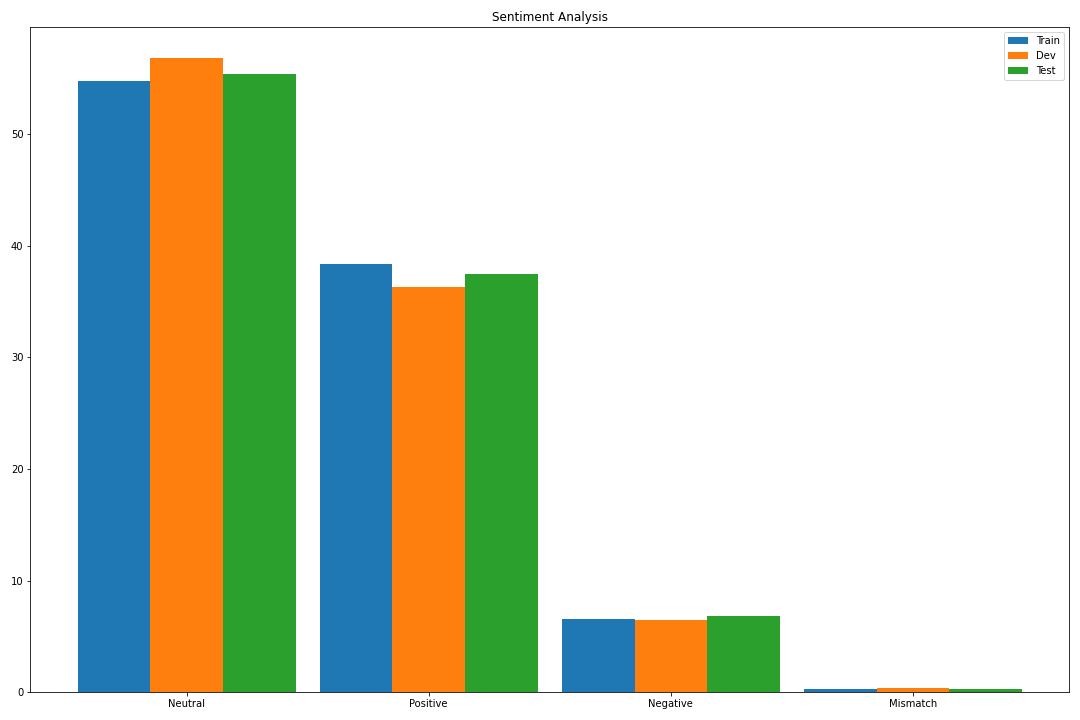 Sentiment Analysis
Train
Dev
Test
50
40
30
20
10
0
Neutral Positive Negative Mismatch